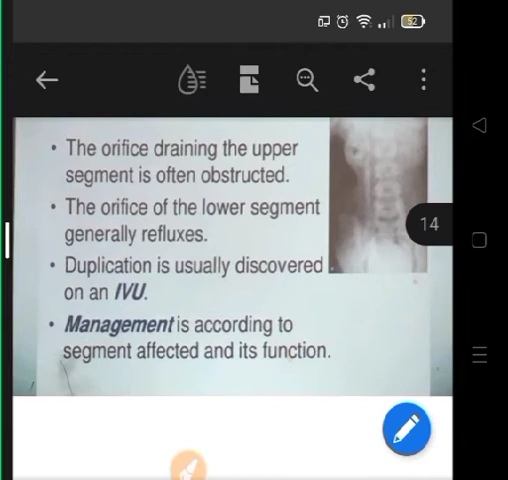 52
• The orifice draining the upper
segment is often obstructed.
• The orifice of the lower segment
generally refluxes.
14
• Duplication is usually discovered
on an IVU.
• Management is according to
segment affected and its function.